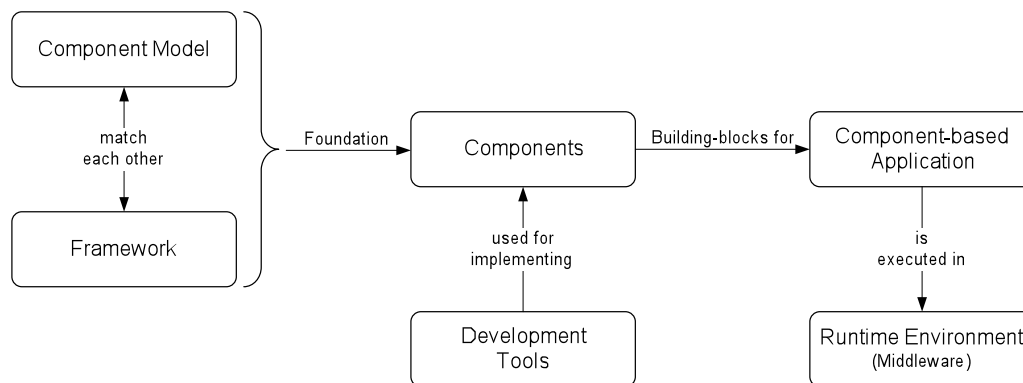 Component Model
match
each other
Framework
Foundation
Components
used for
implementing
Development
Tools
Building-blocks for
Component-based
Application
is
executed in
Runtime Environment
(Middleware)